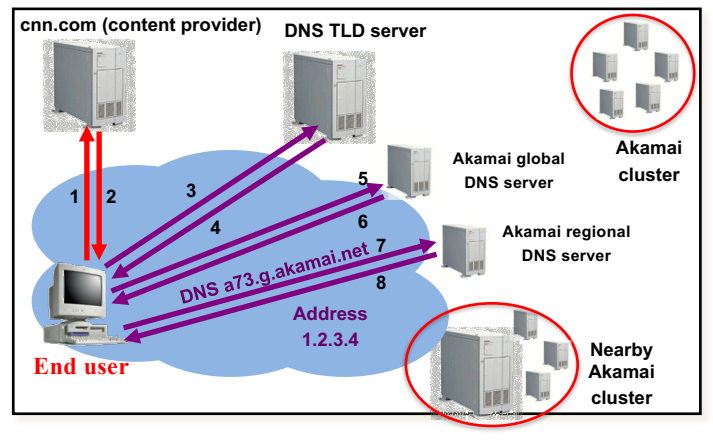 cnn.com (content provider)
DNS TLD server
Akamai
cluster
1
2
3
4
5
6
Akamai global
DNS server
Akamai regional
DNS server
7
8
DNS a73.g.akamai.net
Address
1.2.3.4
End user
Nearby
Akamai
cluster